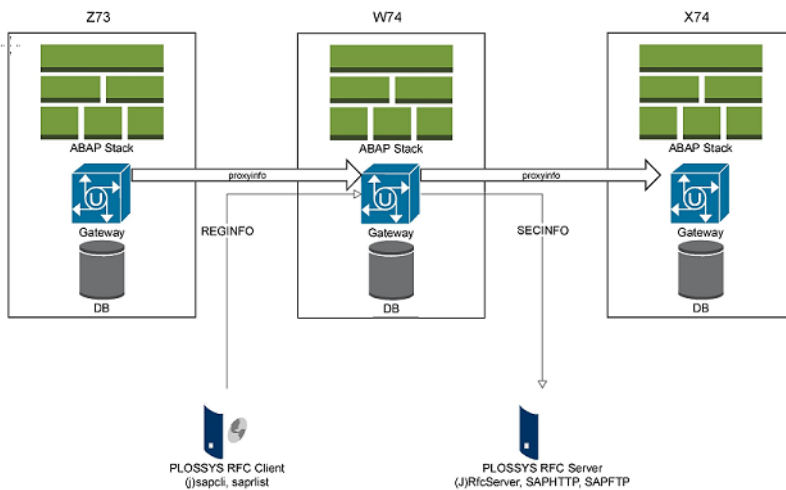 Z73
W74
X74
ABAP Stack
ABAP Stack
ABAP Stack
proxyinfo
proxyinfo
U
U
U
Gateway
Gateway
Gateway
REGINFO
SECINFO
DB
DB
DB
PLOSSYS RFC Client
(j)sapcli, saprlist
PLOSSYS RFC Server
(J)RfcServer, SAPHTTP, SAPFTP